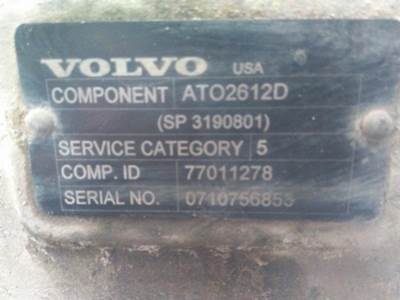 VOLVO USA
COMPONENT ATO2612D
(SP 3190801)
SERVICE CATEGORY 5
COMP. ID 77011278
SERIAL NO. 0710756853